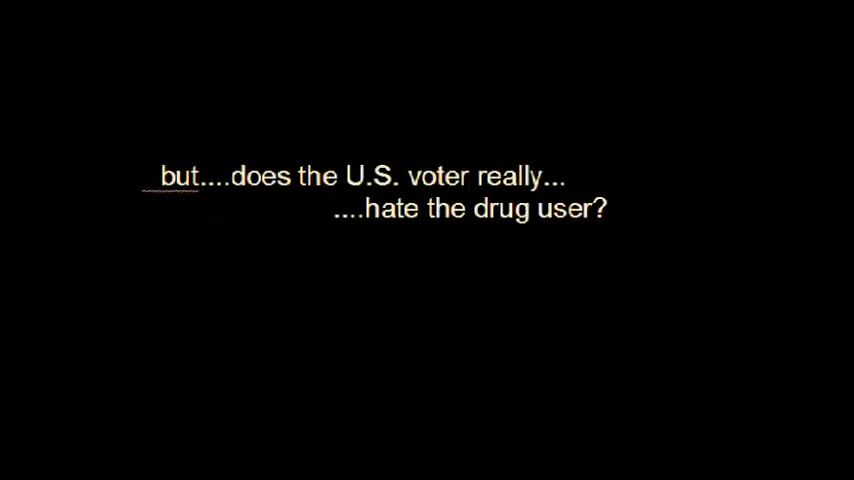 but....does the U.S. voter really...
....hate the drug user?